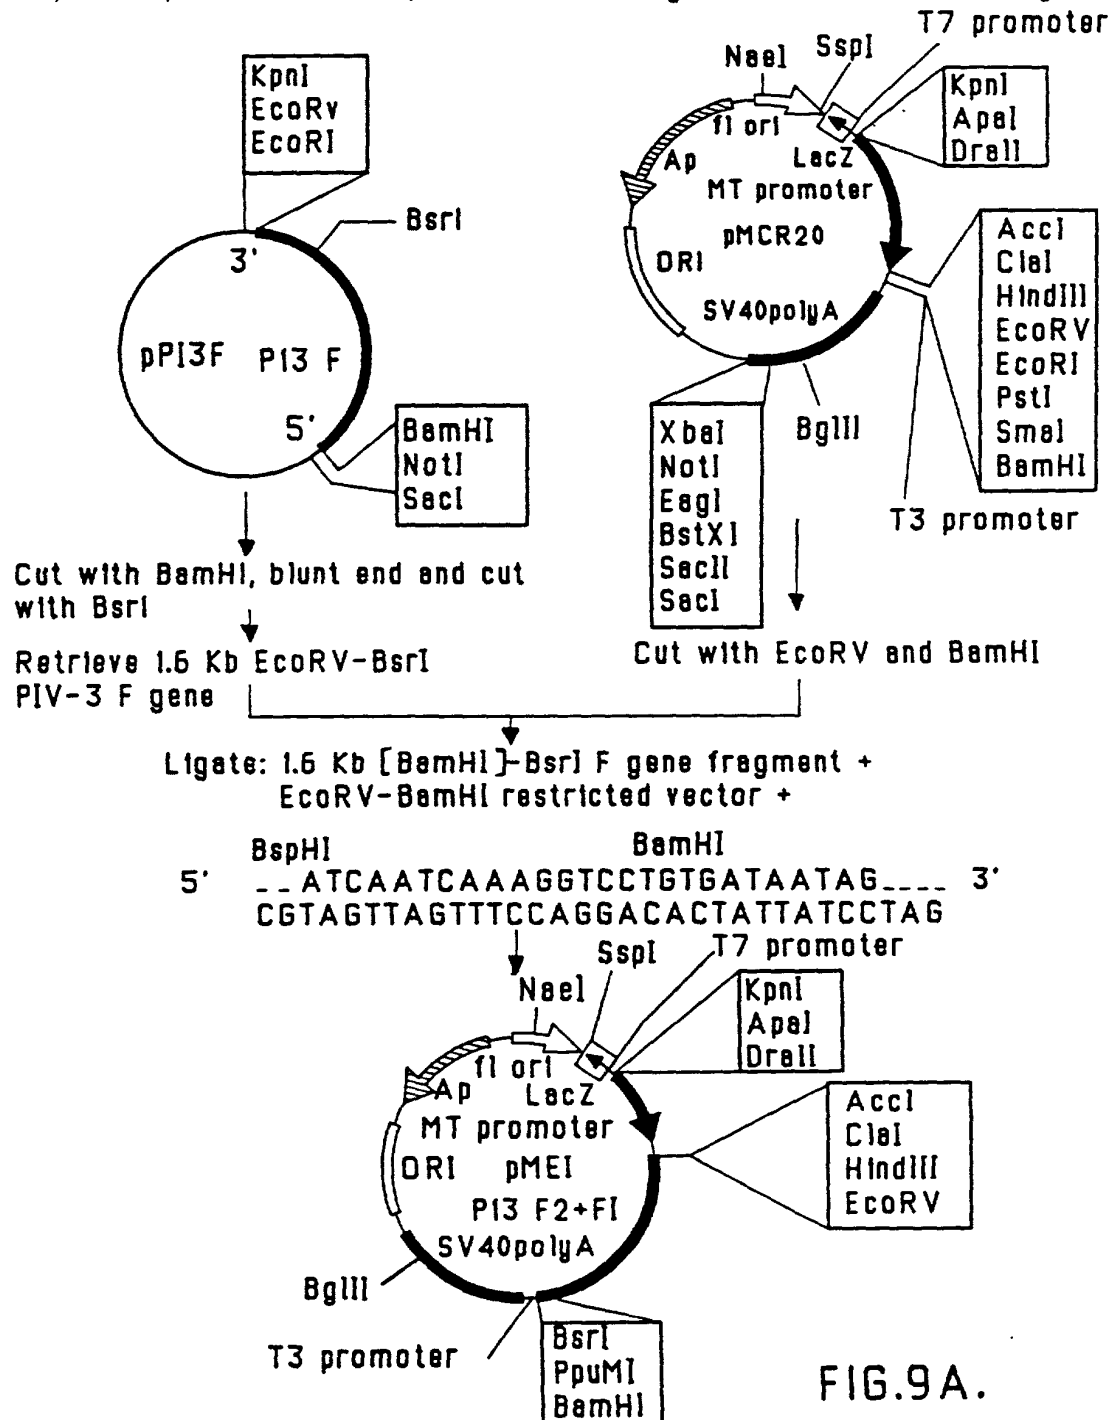 T7 promoter
NaeI SspI
KpnI
EcoRv
EcoRI
KpnI
ApaI
DraII
f1 ori
Ap
LacZ
MT promoter
pMCR20
ORI
SV40polyA
BsrI
3'
pPI3F PI3 F
5'
BamHI
NotI
SacI
AccI
ClaI
HindIII
EcoRV
EcoRI
PstI
SmaI
BamHI
XbaI
NotI
EagI
BstXI
SacII
SacI
BglII
T3 promoter
Cut with BamHI, blunt end and cut
with BsrI
Retrieve 1.6 Kb EcoRV-BsrI
PIV-3 F gene
Cut with EcoRV and BamHI
Ligate: 1.6 Kb [BamHI]-BsrI F gene fragment +
EcoRV-BamHI restricted vector +
BspHI BamHI
5' __ATCAATCAAAGGTCCTGTGATAATAG____ 3'
CGTAGTTAGTTTCCAGGACACTATTATCCTAG
SspI T7 promoter
NaeI
KpnI
ApaI
DraII
f1 ori
Ap LacZ
MT promoter
ORI pMEI
PI3 F2+FI
SV40polyA
AccI
ClaI
HindIII
EcoRV
BglII
T3 promoter
BsrI
PpuMI
BamHI
FIG.9A.